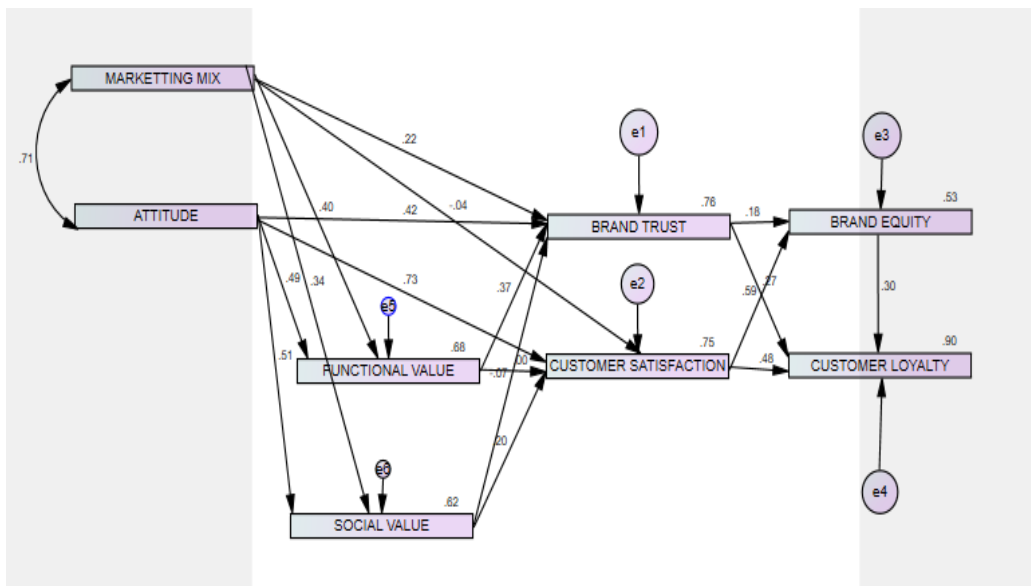 MARKETTING MIX
.71
ATTITUDE
.22
.40
.42
-.04
.49
.34
.73
.51
e5
.68
FUNCTIONAL VALUE
.37
.00
-.07
.20
e6
.62
SOCIAL VALUE
e1
.76
BRAND TRUST
e2
.75
CUSTOMER SATISFACTION
.18
.27
.59
.48
e3
.53
BRAND EQUITY
.30
.90
CUSTOMER LOYALTY
e4